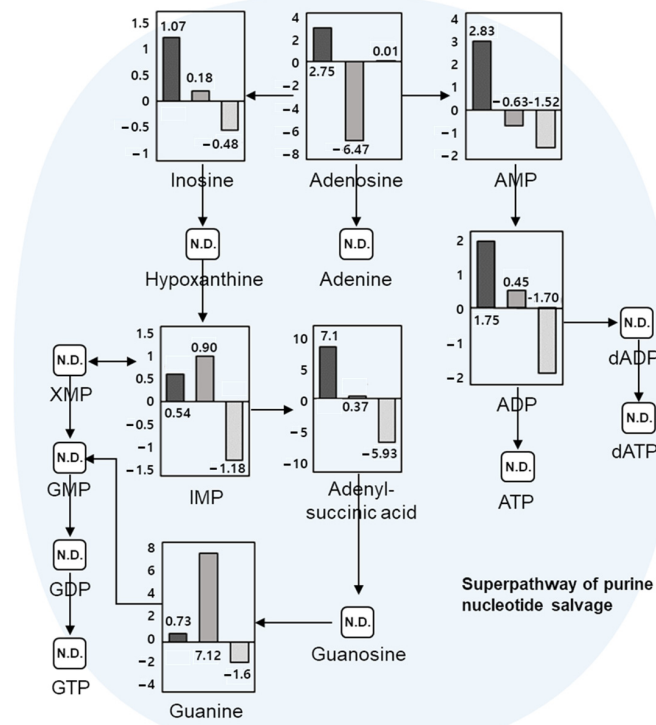 1.5
1
0.5
0
−0.5
−1
1.07
0.18
−0.48
Inosine
4
2
0
−2
−4
−6
−8
2.75
−6.47
0.01
Adenosine
4
3
2
1
0
−1
−2
2.83
−0.63
-1.52
AMP
N.D.
Hypoxanthine
N.D.
Adenine
2
1
0
−1
−2
1.75
0.45
-1.70
ADP
N.D.
dADP
N.D.
dATP
N.D.
ATP
N.D.
XMP
1.5
1
0.5
0
−0.5
−1
−1.5
0.54
0.90
−1.18
IMP
10
5
0
−5
−10
7.1
0.37
−5.93
Adenyl-
succinic acid
N.D.
GMP
N.D.
GDP
N.D.
GTP
8
6
4
2
0
−2
−4
0.73
7.12
−1.6
Guanine
N.D.
Guanosine
Superpathway of purine
nucleotide salvage